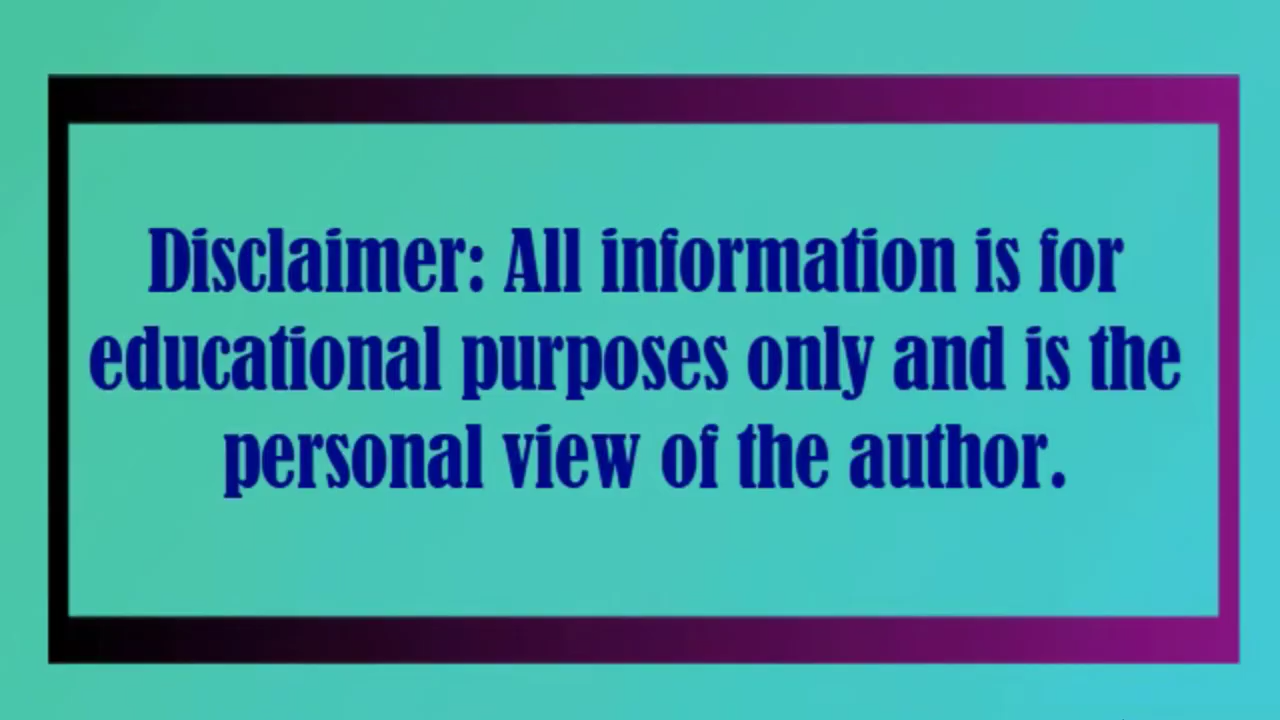 Disclaimer: All information is for
educational purposes only and is the
personal view of the author.